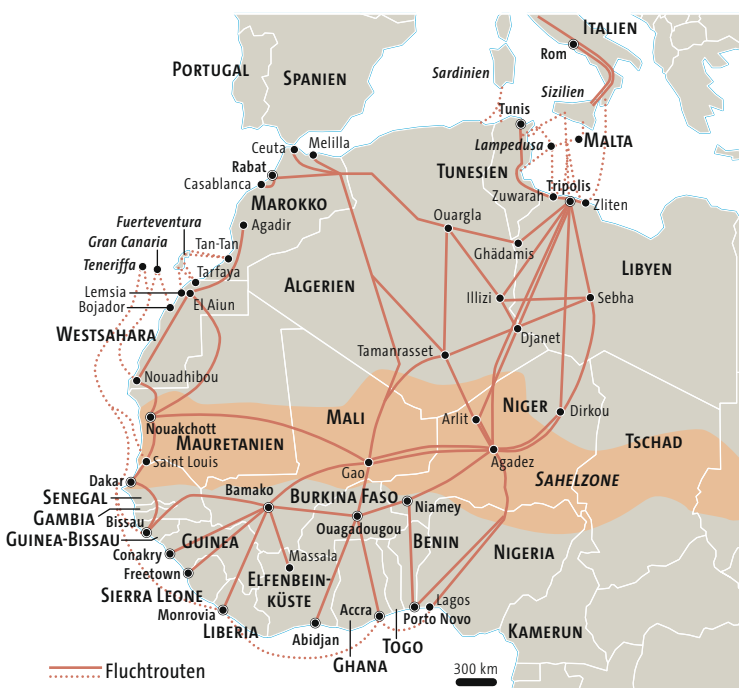 ITALIEN
Rom
PORTUGAL
SPANIEN
Sardinien
Sizilien
Tunis
Ceuta
Melilla
Lampedusa
MALTA
Rabat
Casablanca
TUNESIEN
Tripolis
Zuwarah
Zliten
MAROKKO
Fuerteventura
Agadir
Ouargla
Gran Canaria
Tan-Tan
Ghädamis
Teneriffa
Tarfaya
LIBYEN
ALGERIEN
Lemsia
El Aiun
Illizi
Sebha
Bojador
WESTSAHARA
Djanet
Tamanrasset
Nouadhibou
MALI
Arlit
NIGER
Dirkou
Nouakchott
MAURETANIEN
TSCHAD
Saint Louis
Gao
Agadez
Dakar
SAHELZONE
SENEGAL
Bamako
BURKINA FASO
GAMBIA
Niamey
Bissau
Ouagadougou
GUINEA-BISSAU
GUINEA
BENIN
NIGERIA
Conakry
Massala
Freetown
ELFENBEIN-
KÜSTE
SIERRA LEONE
Accra
Lagos
Monrovia
Porto Novo
LIBERIA
Abidjan
TOGO
KAMERUN
GHANA
Fluchtrouten
300 km